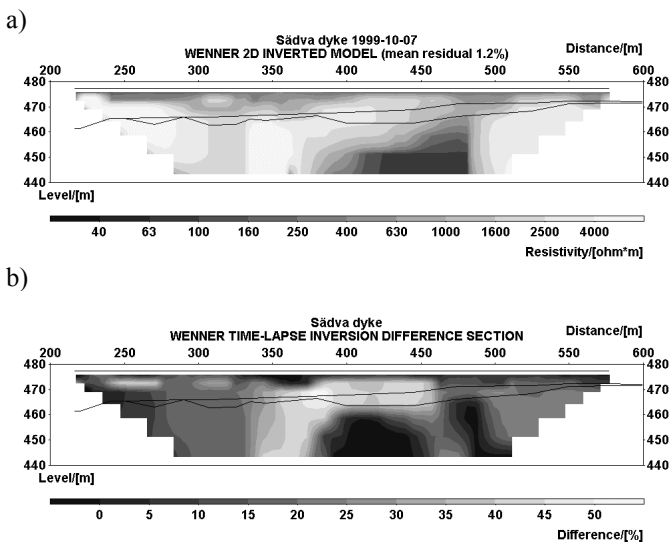 a)
Sädva dyke 1999-10-07
WENNER 2D INVERTED MODEL (mean residual 1.2%)
Distance/[m]
200 250 300 350 400 450 500 550 600
480 480
470 470
460 460
450 450
440 440
Level/[m]
40 63 100 160 250 400 630 1000 1600 2500 4000
Resistivity/[ohm*m]
b)
Sädva dyke
WENNER TIME-LAPSE INVERSION DIFFERENCE SECTION
Distance/[m]
200 250 300 350 400 450 500 550 600
480 480
470 470
460 460
450 450
440 440
Level/[m]
0 5 10 15 20 25 30 35 40 45 50
Difference/[%]